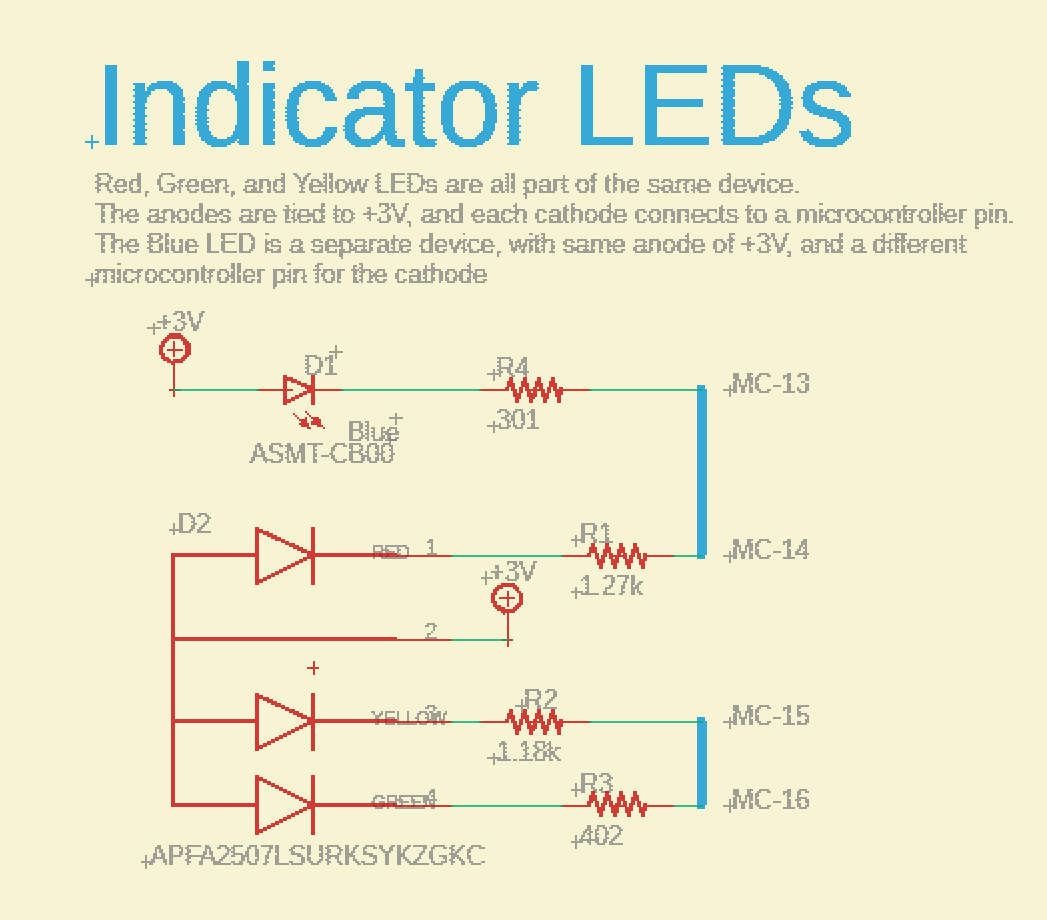 Indicator LEDs
Red, Green, and Yellow LEDs are all part of the same device.
The anodes are tied to +3V, and each cathode connects to a microcontroller pin.
The Blue LED is a separate device, with same anode of +3V, and a different
microcontroller pin for the cathode
+3V
D1
R4
MC-13
301
Blue
ASMT-CB00
D2
RED 1
R1
MC-14
+3V
1.27k
2
R2
YELLOW 3
MC-15
1.18k
R3
GREEN 4
MC-16
402
APFA2507LSURKSYKZGKC